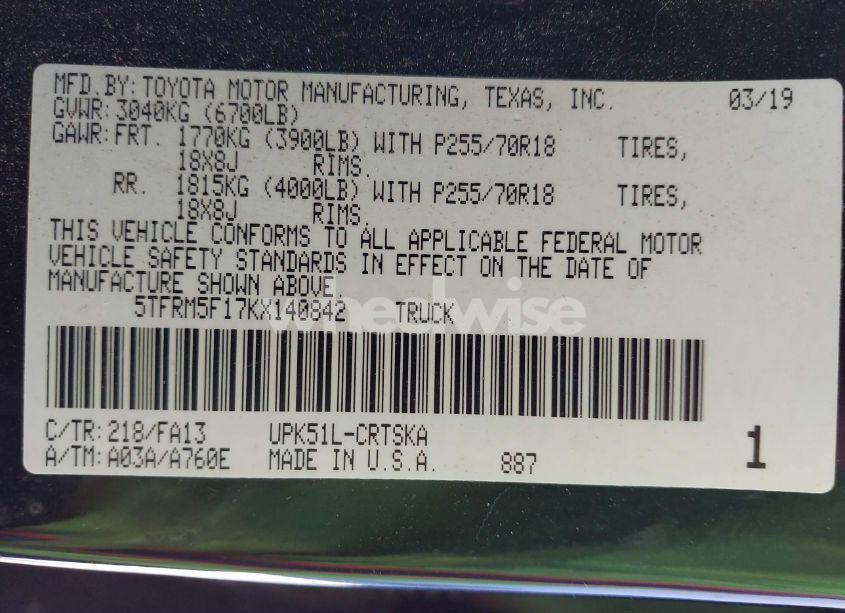 MFD.BY:TOYOTA MOTOR MANUFACTURING, TEXAS, INC. 03/19
GVWR:3040KG (6700LB)
GAWR:FRT. 1770KG (3900LB) WITH P255/70R18 TIRES,
18X8J RIMS.
RR. 1815KG (4000LB) WITH P255/70R18 TIRES,
18X8J RIMS.
THIS VEHICLE CONFORMS TO ALL APPLICABLE FEDERAL MOTOR
VEHICLE SAFETY STANDARDS IN EFFECT ON THE DATE OF
MANUFACTURE SHOWN ABOVE.
5TFRM5F17KX140842 TRUCK
wheelwise
C/TR:218/FA13 UPK51L-CRTSKA
A/TM:A03A/A760E MADE IN U.S.A. 887 1